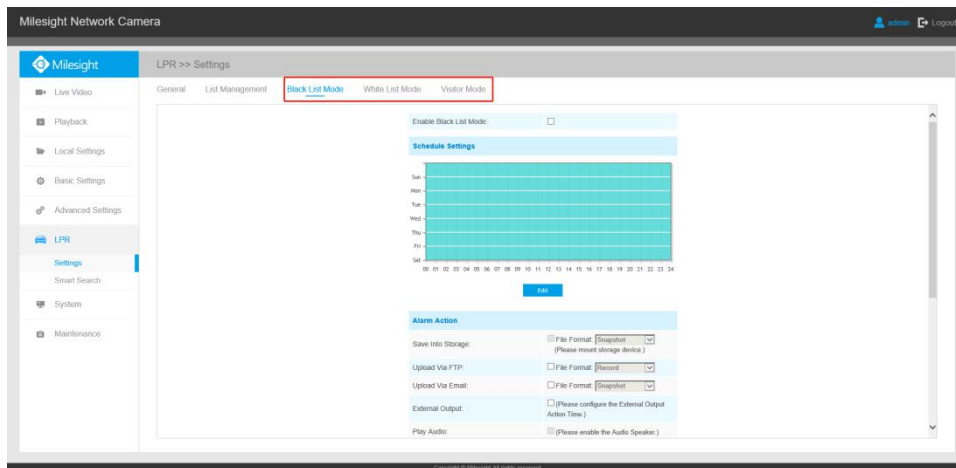 Milesight Network Camera
admin Logout
Milesight
LPR >> Settings
General List Management Black List Mode White List Mode Visitor Mode
Live Video
Playback
Local Settings
Basic Settings
Advanced Settings
LPR
Settings
Smart Search
System
Maintenance
Enable Black List Mode:
Schedule Settings
Sun
Mon
Tue
Wed
Thu
Fri
Sat
00 01 02 03 04 05 06 07 08 09 10 11 12 13 14 15 16 17 18 19 20 21 22 23 24
Edit
Alarm Action
Save Into Storage: File Format: Snapshot
(Please mount storage device.)
Upload Via FTP: File Format: Record
Upload Via Email: File Format: Snapshot
External Output: (Please configure the External Output
Action Time.)
Play Audio: (Please enable the Audio Speaker.)
Copyright © Milesight All rights reserved